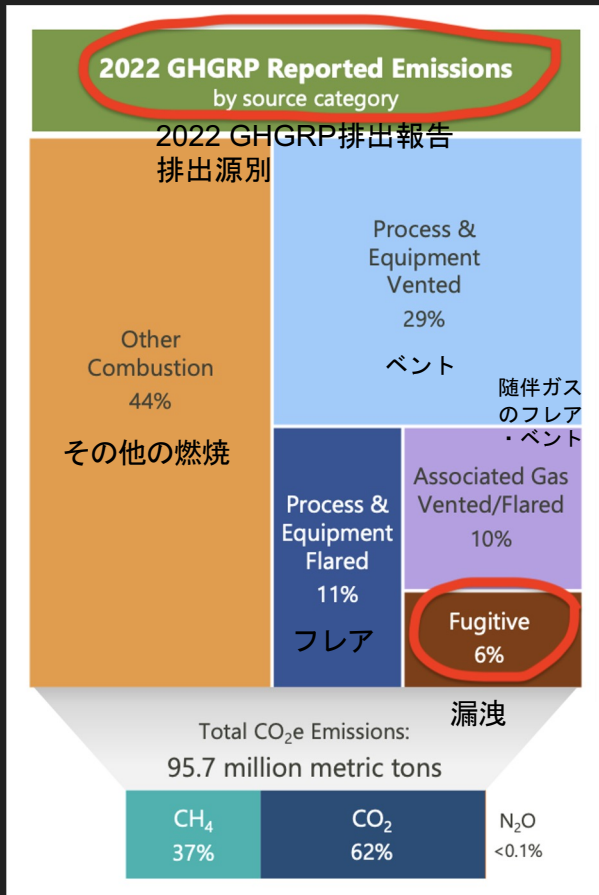 2022 GHGRP Reported Emissions
by source category
2022 GHGRP排出報告
排出源別
Other
Combustion
44%
その他の燃焼
Process &
Equipment
Vented
29%
ベント
随伴ガス
のフレア
・ベント
Process &
Equipment
Flared
11%
フレア
Associated Gas
Vented/Flared
10%
Fugitive
6%
漏洩
Total CO₂e Emissions:
95.7 million metric tons
CH₄
37%
CO₂
62%
N₂O
<0.1%